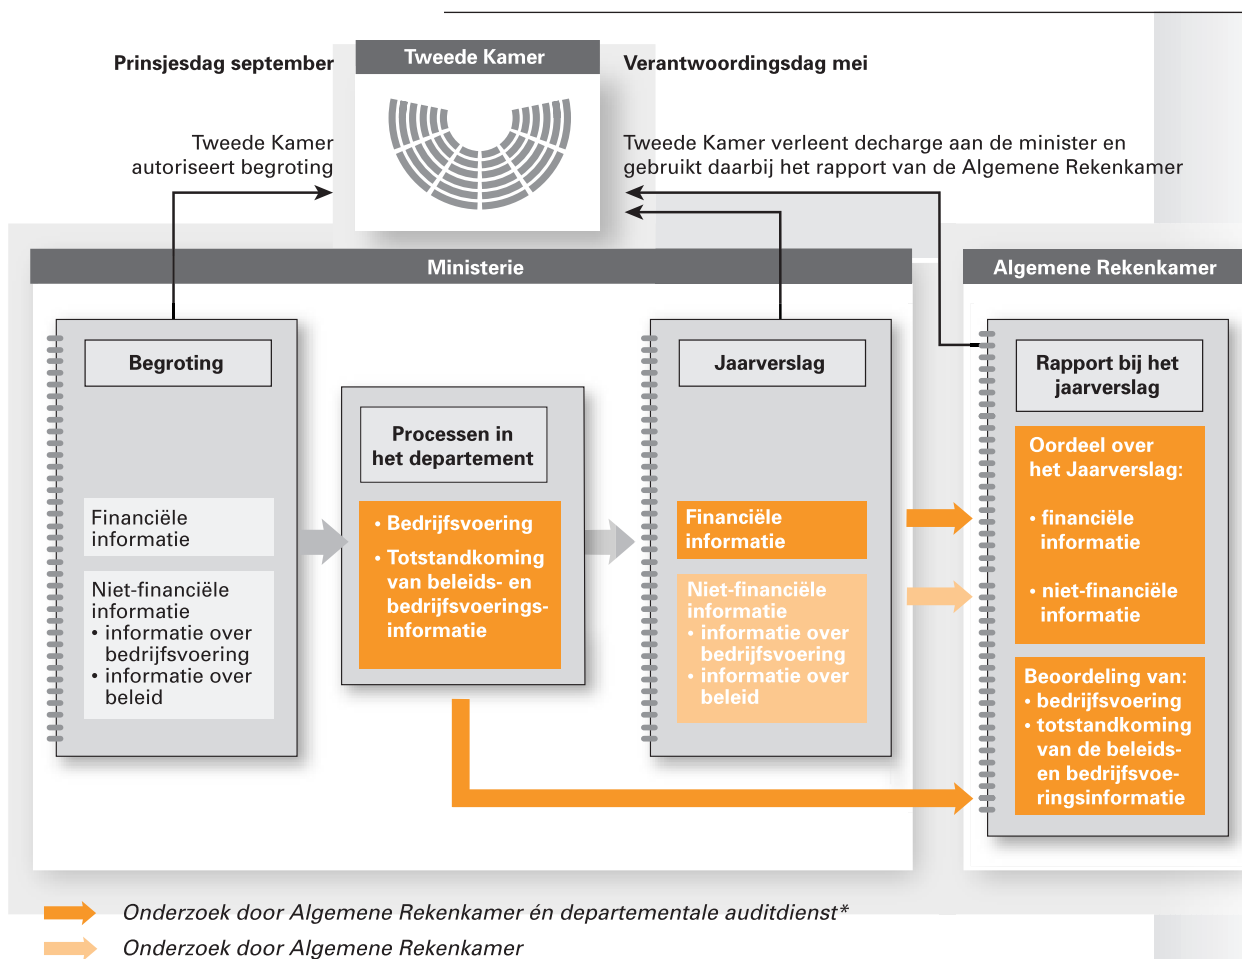 Prinsjesdag september
Tweede Kamer
Verantwoordingsdag mei
Tweede Kamer
autoriseert begroting
Tweede Kamer verleent decharge aan de minister en
gebruikt daarbij het rapport van de Algemene Rekenkamer
Ministerie
Algemene Rekenkamer
Begroting
Financiële
informatie
Niet-financiële
informatie
• informatie over
bedrijfsvoering
• informatie over
beleid
Processen in
het departement
• Bedrijfsvoering
• Totstandkoming
van beleids- en
bedrijfsvoerings-
informatie
Jaarverslag
Financiële
informatie
Niet-financiële
informatie
• informatie over
bedrijfsvoering
• informatie over
beleid
Rapport bij het
jaarverslag
Oordeel over
het Jaarverslag:
• financiële
informatie
• niet-financiële
informatie
Beoordeling van:
• bedrijfsvoering
• totstandkoming
van de beleids-
en bedrijfsvoe-
ringsinformatie
Onderzoek door Algemene Rekenkamer én departementale auditdienst*
Onderzoek door Algemene Rekenkamer